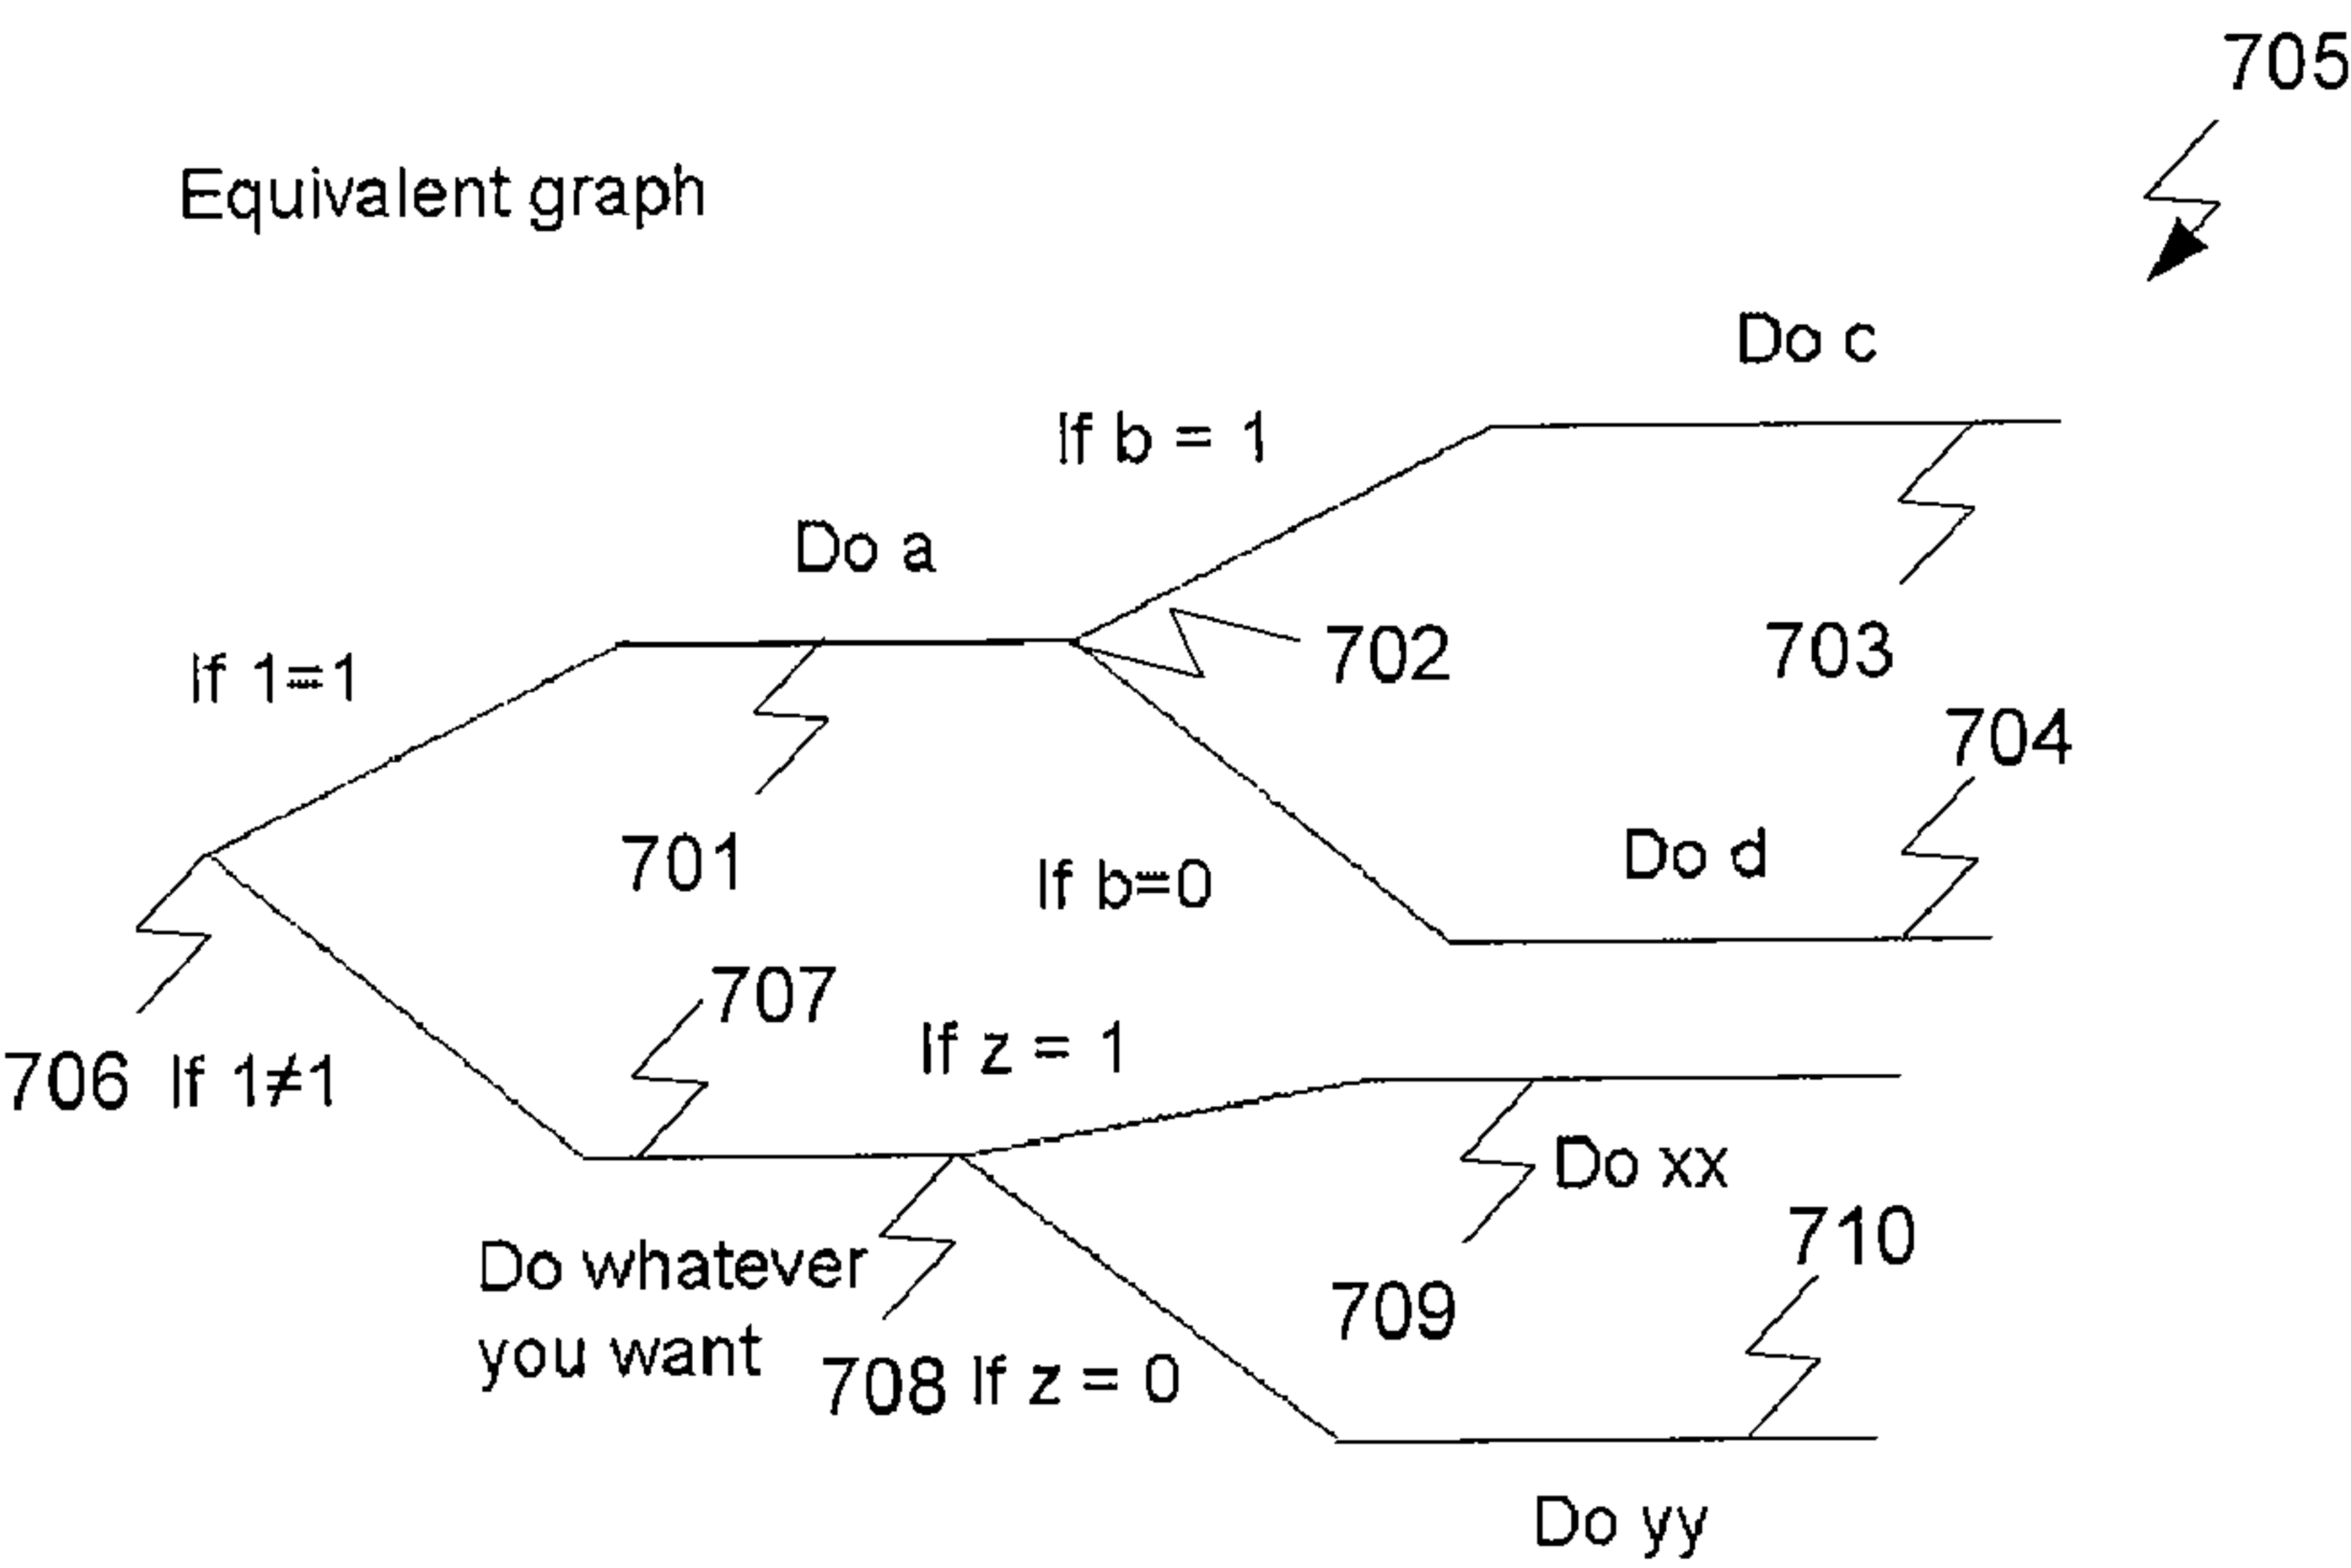 705
Equivalent graph
Do c
If b = 1
Do a
702
703
If 1=1
704
701
Do d
If b=0
707
If z = 1
706 If 1≠1
Do xx
710
Do whatever
you want
709
708 If z = 0
Do yy